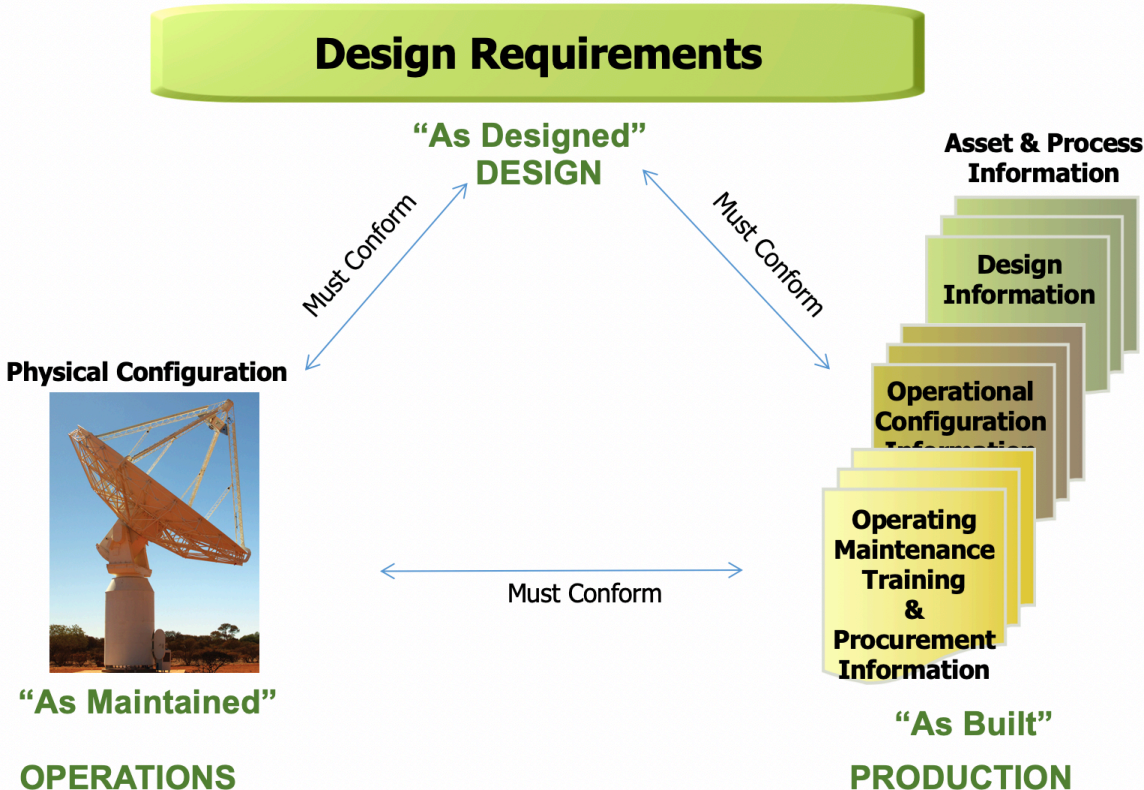 Design Requirements
“As Designed”
DESIGN
Asset & Process
Information
Must Conform
Must Conform
Design
Information
Physical Configuration
Operational
Configuration
Information
Operating
Maintenance
Training
&
Procurement
Information
Must Conform
“As Maintained”
“As Built”
OPERATIONS
PRODUCTION